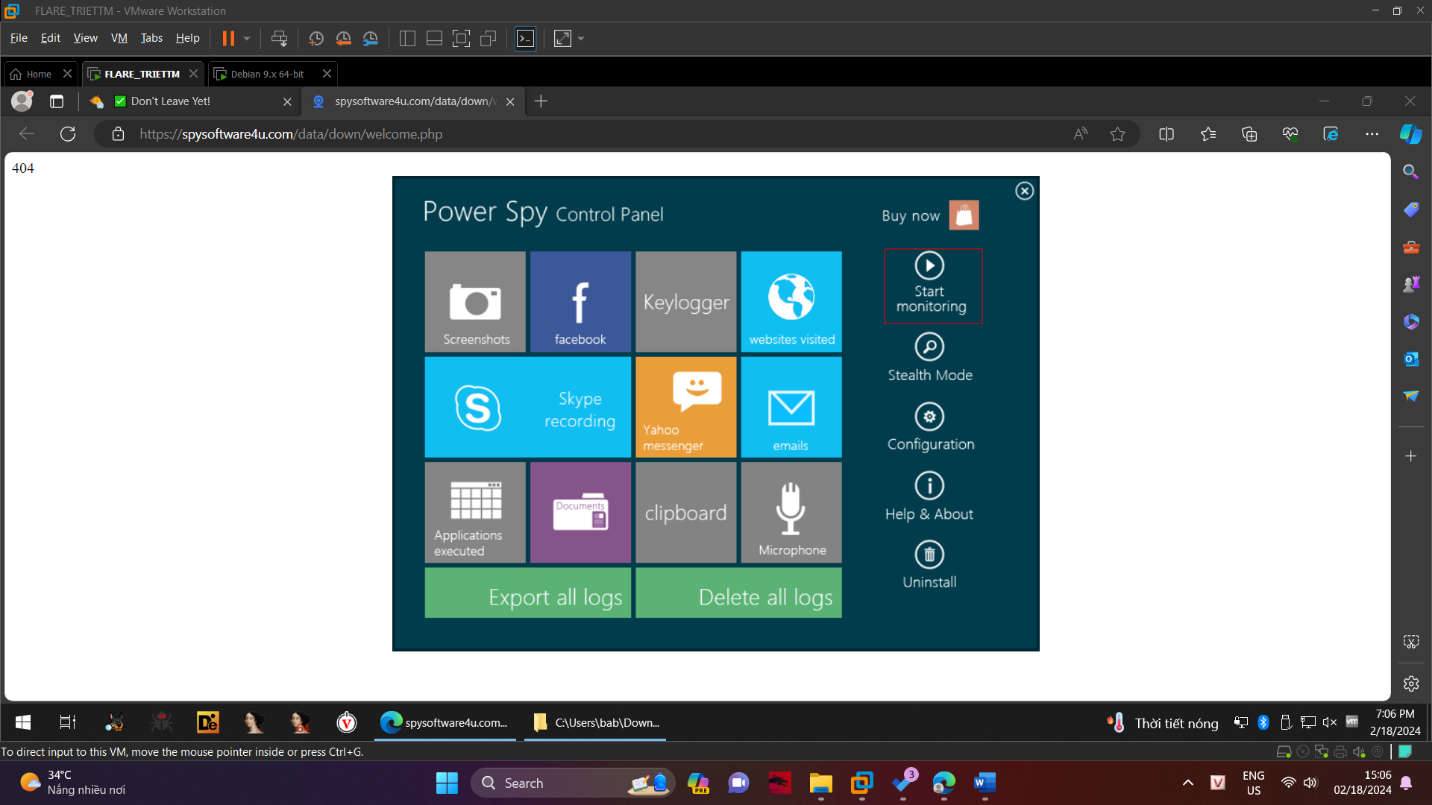 FLARE_TRIETTM - VMware Workstation
File Edit View VM Tabs Help
Home FLARE_TRIETTM Debian 9.x 64-bit
Don't Leave Yet! spysoftware4u.com/data/down/w
https://spysoftware4u.com/data/down/welcome.php
404
Power Spy Control Panel
Buy now
Screenshots
facebook
Keylogger
websites visited
Skype
recording
Yahoo
messenger
emails
Applications
executed
Documents
clipboard
Microphone
Export all logs
Delete all logs
Start
monitoring
Stealth Mode
Configuration
Help & About
Uninstall
De
spysoftware4u.com...
C:\Users\bab\Down...
Thời tiết nóng
7:06 PM
2/18/2024
To direct input to this VM, move the mouse pointer inside or press Ctrl+G.
34°C
Nắng nhiều nơi
Search
PRE
3
ENG
US
15:06
02/18/2024